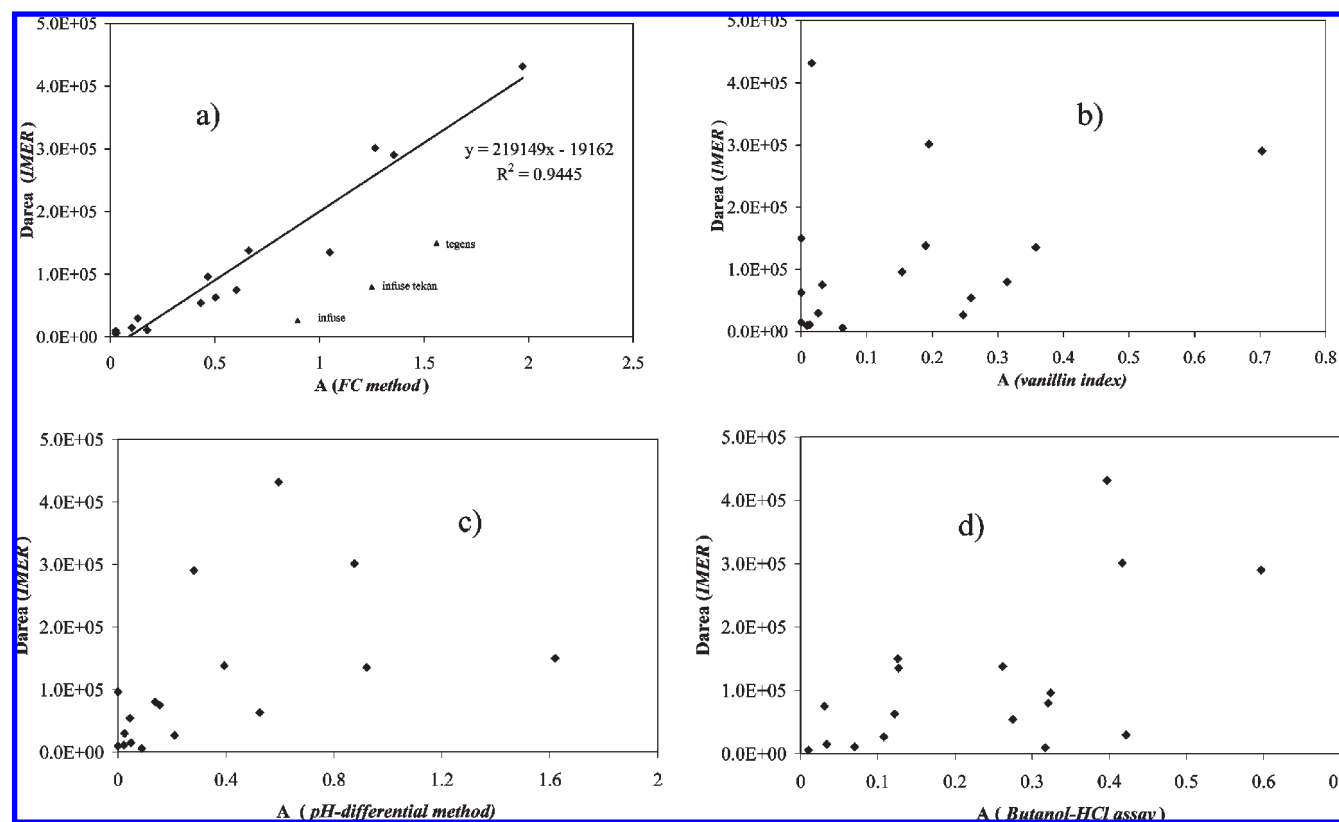 a)
5.0E+05
4.0E+05
3.0E+05
2.0E+05
1.0E+05
0.0E+00
Darea (IMER)
y = 219149x - 19162
R² = 0.9445
tegens
infuse tekan
infuse
0 0.5 1 1.5 2 2.5
A (FC method)
b)
5.0E+05
4.0E+05
3.0E+05
2.0E+05
1.0E+05
0.0E+00
Darea (IMER)
0 0.1 0.2 0.3 0.4 0.5 0.6 0.7 0.8
A (vanillin index)
c)
5.0E+05
4.0E+05
3.0E+05
2.0E+05
1.0E+05
0.0E+00
Darea (IMER)
0 0.4 0.8 1.2 1.6 2
A ( pH-differential method)
d)
5.0E+05
4.0E+05
3.0E+05
2.0E+05
1.0E+05
0.0E+00
Darea (IMER)
0 0.1 0.2 0.3 0.4 0.5 0.6
A ( Butanol-HCl assay)